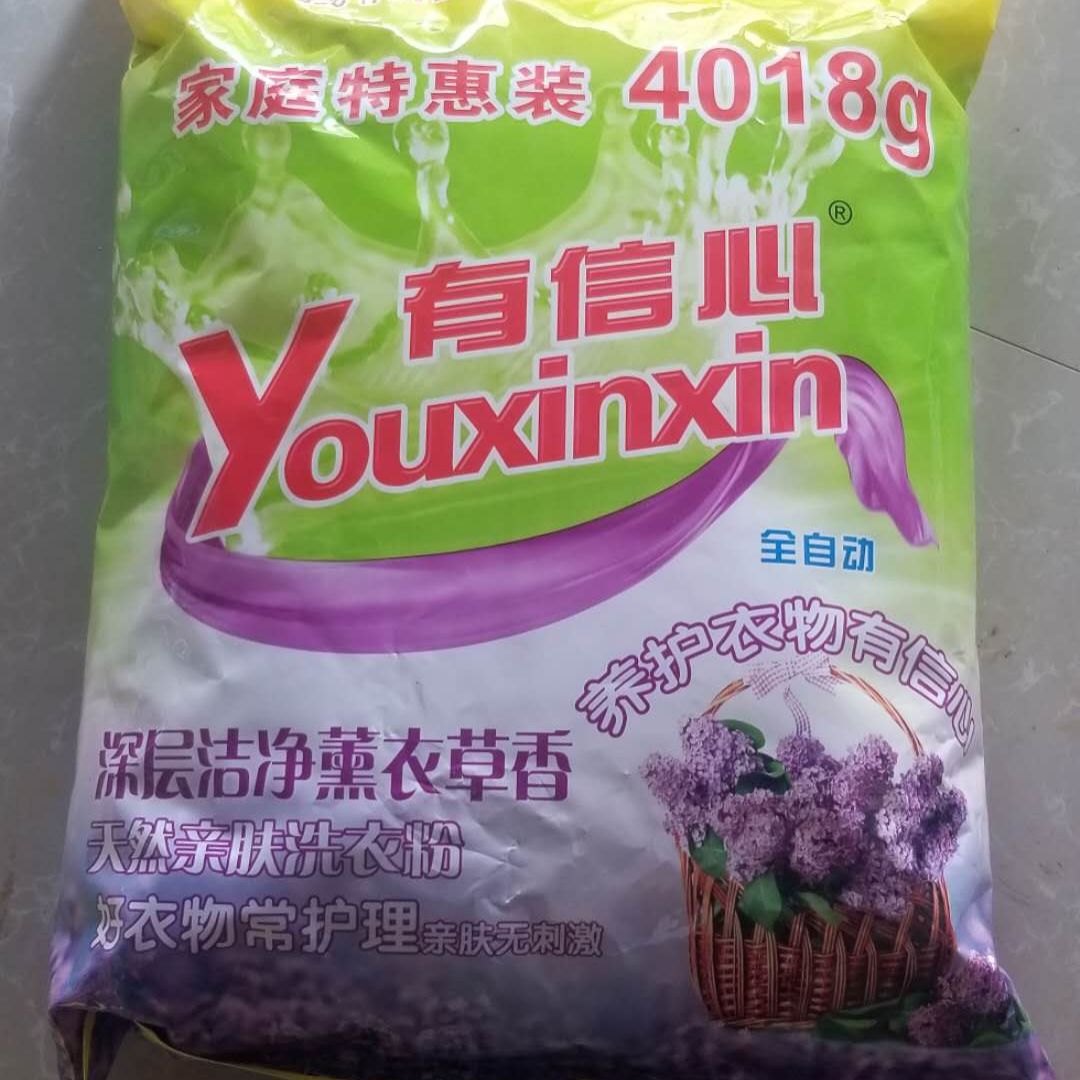 家庭特惠装 4018g
有信心®
Youxinxin
全自动
养护衣物有信心
深层洁净薰衣草香
天然亲肤洗衣粉
好衣物常护理 亲肤无刺激